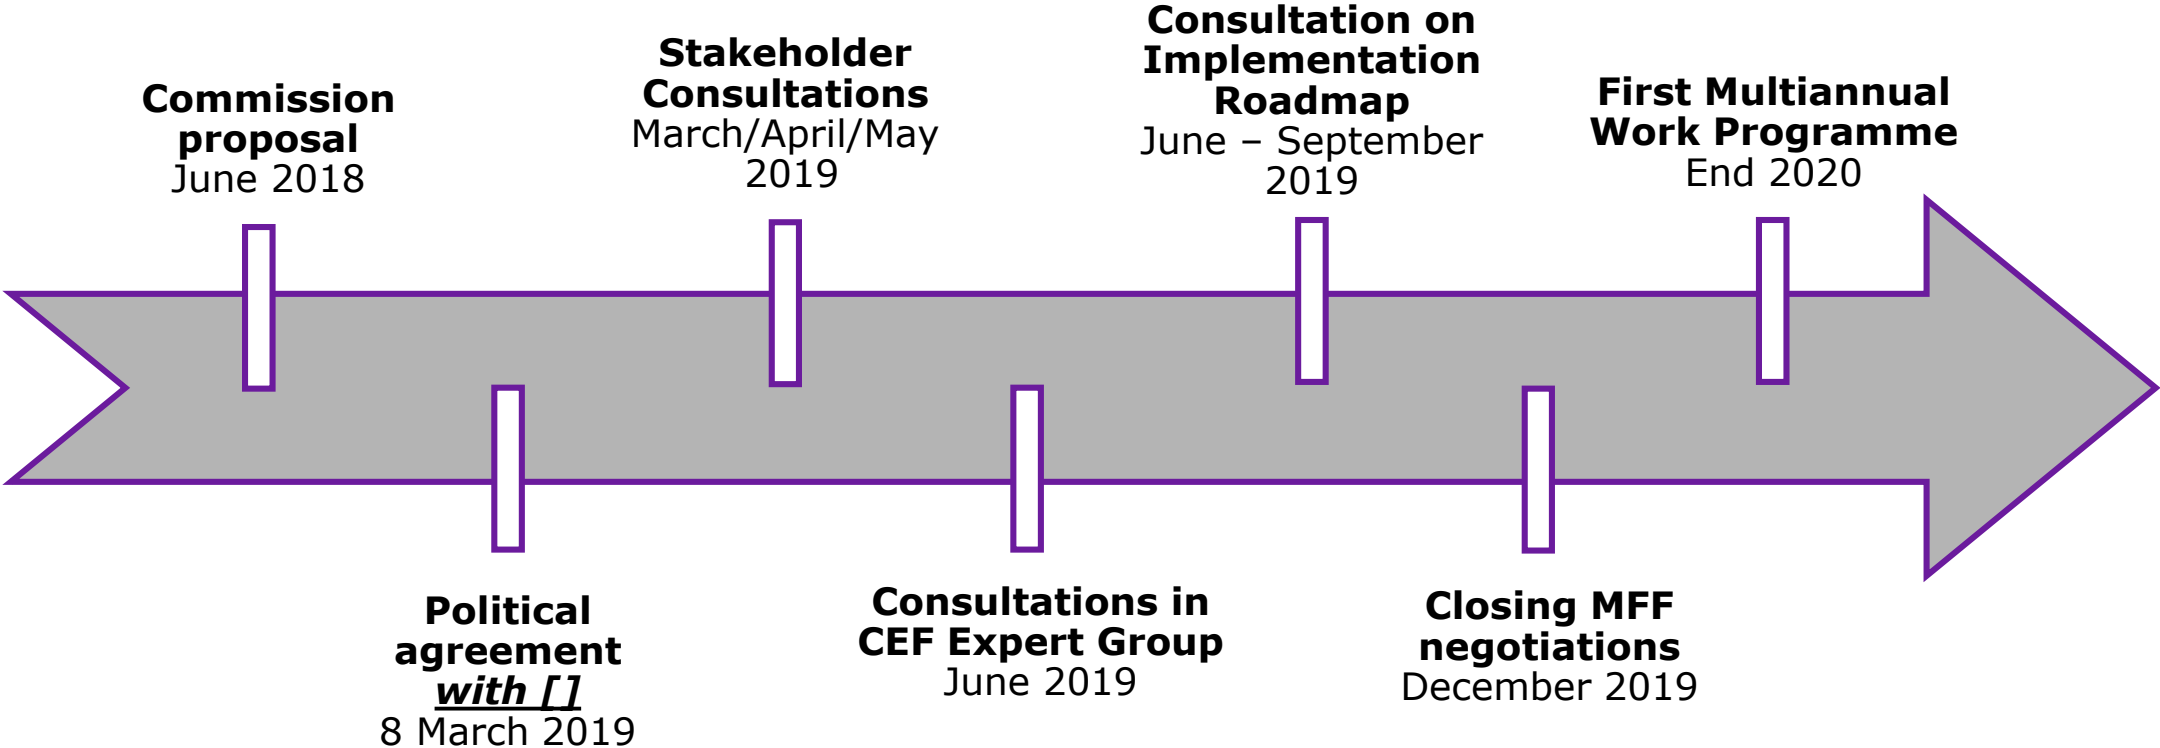 Commission
proposal
June 2018
Political
agreement
with []
8 March 2019
Stakeholder
Consultations
March/April/May
2019
Consultations in
CEF Expert Group
June 2019
Consultation on
Implementation
Roadmap
June – September
2019
Closing MFF
negotiations
December 2019
First Multiannual
Work Programme
End 2020